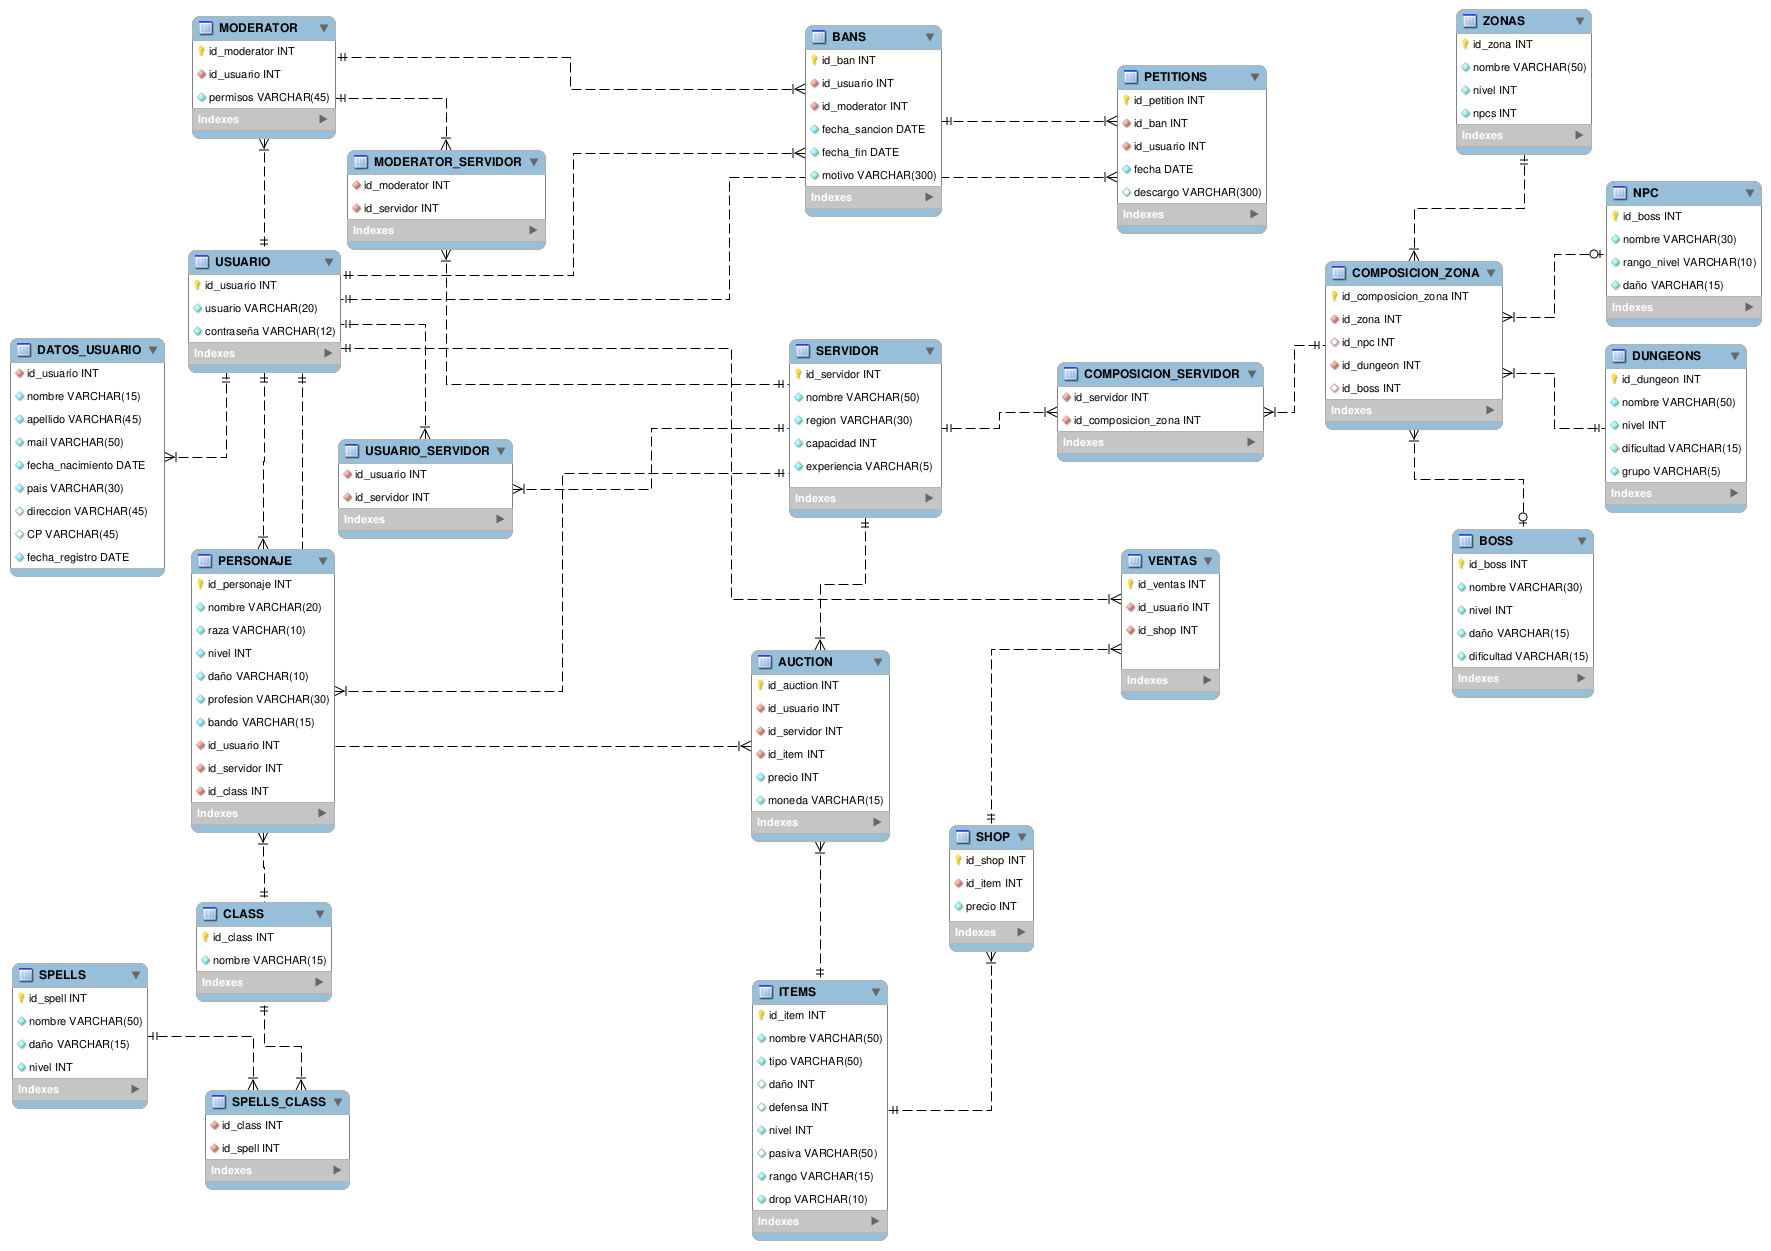 MODERATOR
id_moderator INT
id_usuario INT
permisos VARCHAR(45)
Indexes
MODERATOR_SERVIDOR
id_moderator INT
id_servidor INT
Indexes
BANS
id_ban INT
id_usuario INT
id_moderator INT
fecha_sancion DATE
fecha_fin DATE
motivo VARCHAR(300)
Indexes
PETITIONS
id_petition INT
id_ban INT
id_usuario INT
fecha DATE
descargo VARCHAR(300)
Indexes
ZONAS
id_zona INT
nombre VARCHAR(50)
nivel INT
npcs INT
Indexes
NPC
id_boss INT
nombre VARCHAR(30)
rango_nivel VARCHAR(10)
daño VARCHAR(15)
Indexes
USUARIO
id_usuario INT
usuario VARCHAR(20)
contraseña VARCHAR(12)
Indexes
COMPOSICION_ZONA
id_composicion_zona INT
id_zona INT
id_npc INT
id_dungeon INT
id_boss INT
Indexes
DATOS_USUARIO
id_usuario INT
nombre VARCHAR(15)
apellido VARCHAR(45)
mail VARCHAR(50)
fecha_nacimiento DATE
pais VARCHAR(30)
direccion VARCHAR(45)
CP VARCHAR(45)
fecha_registro DATE
SERVIDOR
id_servidor INT
nombre VARCHAR(50)
region VARCHAR(30)
capacidad INT
experiencia VARCHAR(5)
Indexes
COMPOSICION_SERVIDOR
id_servidor INT
id_composicion_zona INT
Indexes
DUNGEONS
id_dungeon INT
nombre VARCHAR(50)
nivel INT
dificultad VARCHAR(15)
grupo VARCHAR(5)
Indexes
USUARIO_SERVIDOR
id_usuario INT
id_servidor INT
Indexes
BOSS
id_boss INT
nombre VARCHAR(30)
nivel INT
daño VARCHAR(15)
dificultad VARCHAR(15)
Indexes
PERSONAJE
id_personaje INT
nombre VARCHAR(20)
raza VARCHAR(10)
nivel INT
daño VARCHAR(10)
profesion VARCHAR(30)
bando VARCHAR(15)
id_usuario INT
id_servidor INT
id_class INT
Indexes
VENTAS
id_ventas INT
id_usuario INT
id_shop INT
Indexes
AUCTION
id_auction INT
id_usuario INT
id_servidor INT
id_item INT
precio INT
moneda VARCHAR(15)
Indexes
SHOP
id_shop INT
id_item INT
precio INT
Indexes
CLASS
id_class INT
nombre VARCHAR(15)
Indexes
SPELLS
id_spell INT
nombre VARCHAR(50)
daño VARCHAR(15)
nivel INT
Indexes
ITEMS
id_item INT
nombre VARCHAR(50)
tipo VARCHAR(50)
daño INT
defensa INT
nivel INT
pasiva VARCHAR(50)
rango VARCHAR(15)
drop VARCHAR(10)
Indexes
SPELLS_CLASS
id_class INT
id_spell INT
Indexes